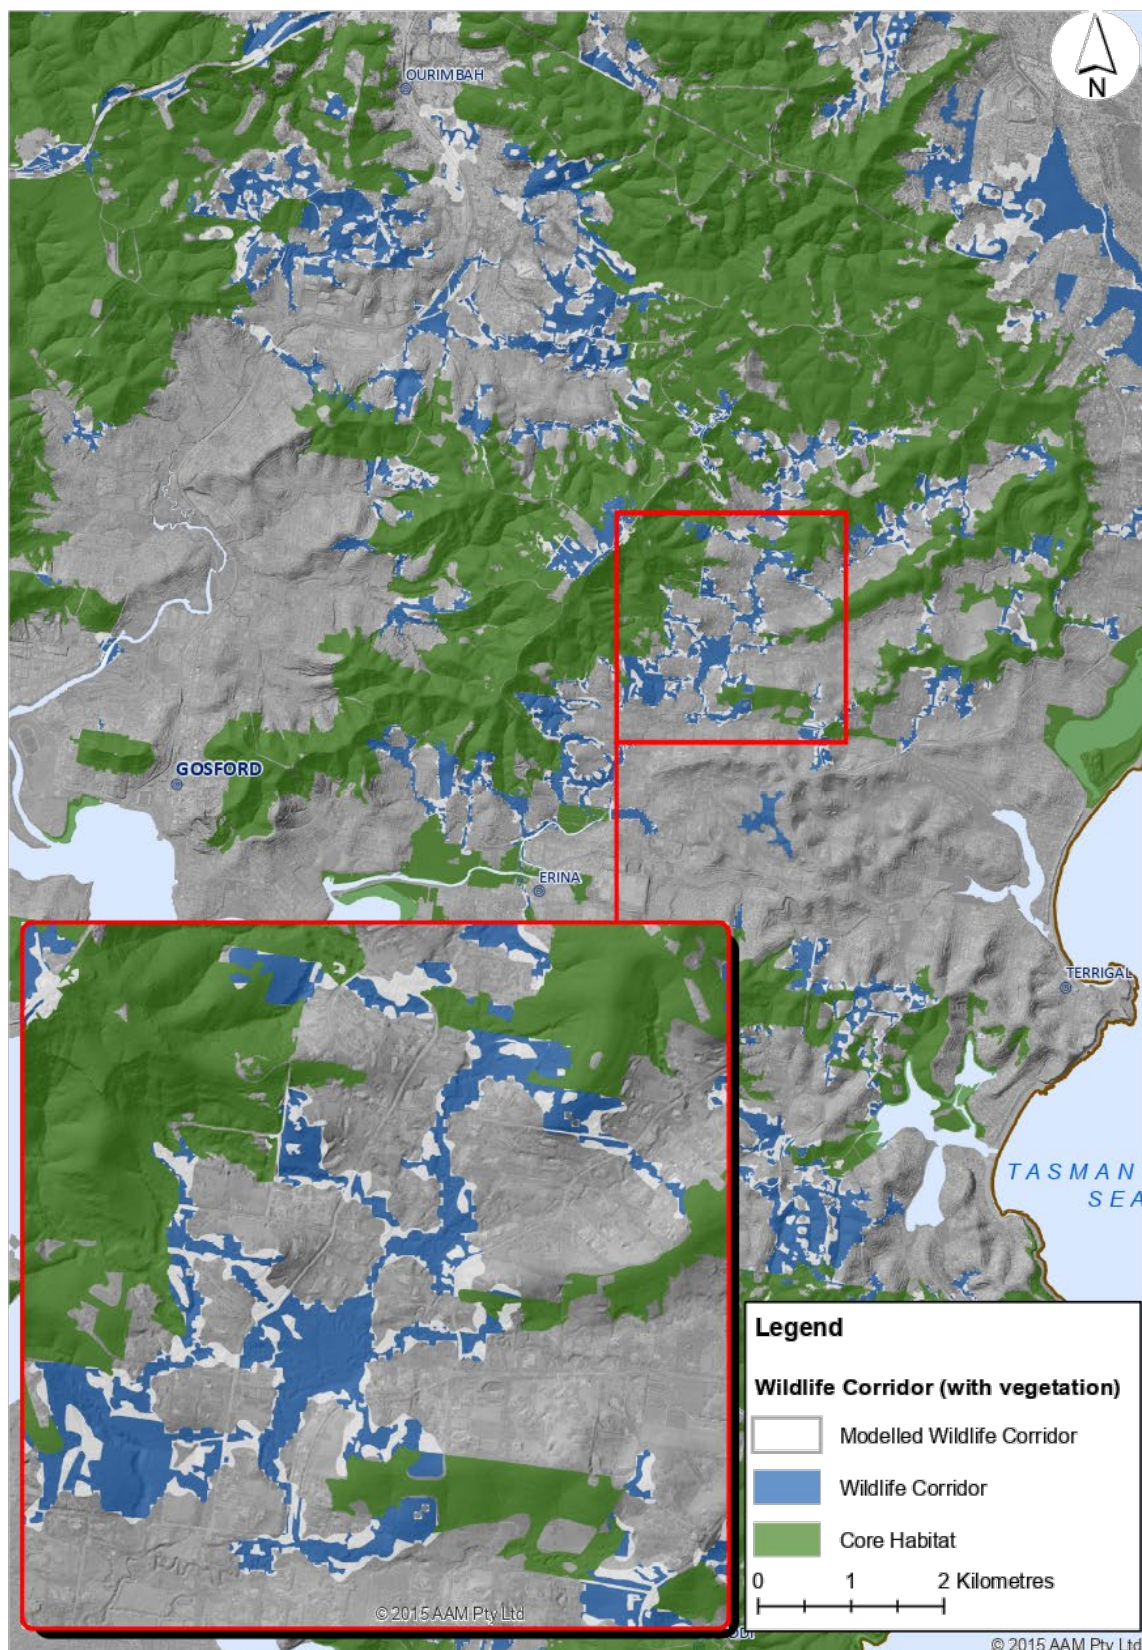 N
OURIMBAH
GOSFORD
ERINA
TERRIGAL
TASMAN
SEA
Legend
Wildlife Corridor (with vegetation)
Modelled Wildlife Corridor
Wildlife Corridor
Core Habitat
0 1 2 Kilometres
© 2015 AAM Pty Ltd
© 2015 AAM Pty Ltd